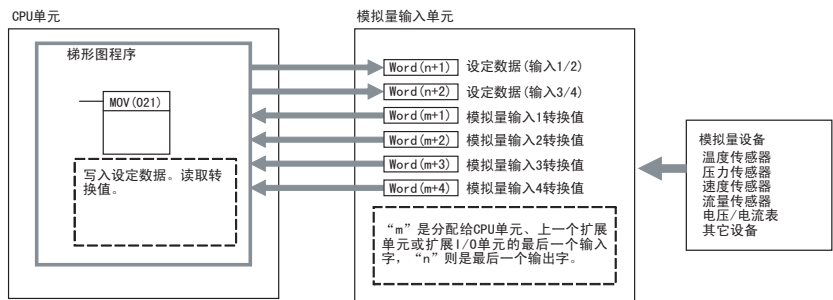 CPU单元
梯形图程序
MOV(021)
写入设定数据。读取转
换值。
模拟量输入单元
Word(n+1) 设定数据(输入1/2)
Word(n+2) 设定数据(输入3/4)
Word(m+1) 模拟量输入1转换值
Word(m+2) 模拟量输入2转换值
Word(m+3) 模拟量输入3转换值
Word(m+4) 模拟量输入4转换值
“m”是分配给CPU单元、上一个扩展
单元或扩展I/O单元的最后一个输入
字，“n”则是最后一个输出字。
模拟量设备
温度传感器
压力传感器
速度传感器
流量传感器
电压/电流表
其它设备